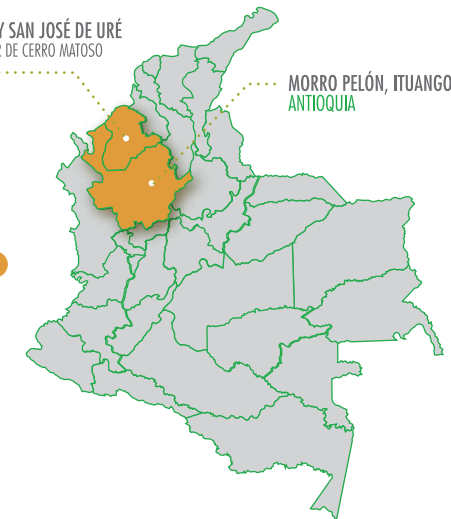 Y SAN JOSÉ DE URÉ
R DE CERRO MATOSO
MORRO PELÓN, ITUANGO
ANTIOQUIA